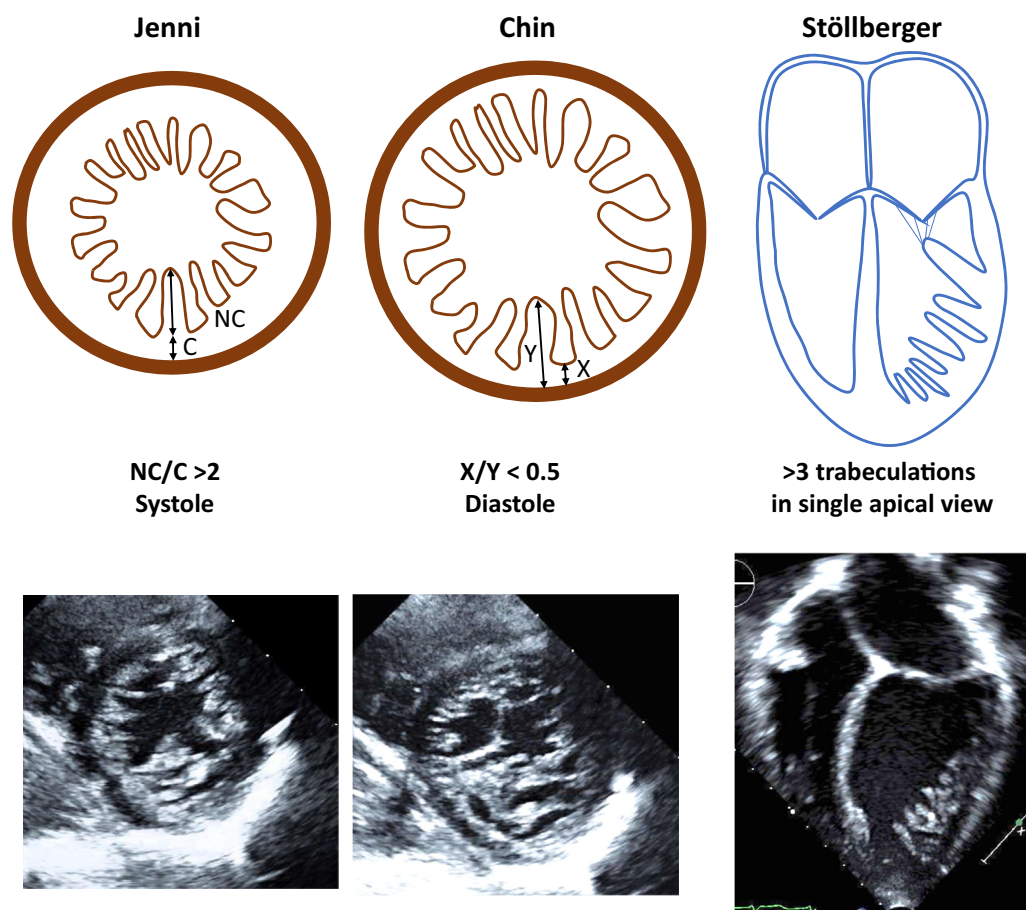 Jenni
Chin
Stöllberger
NC
C
Y
X
NC/C >2
Systole
X/Y < 0.5
Diastole
>3 trabeculations
in single apical view